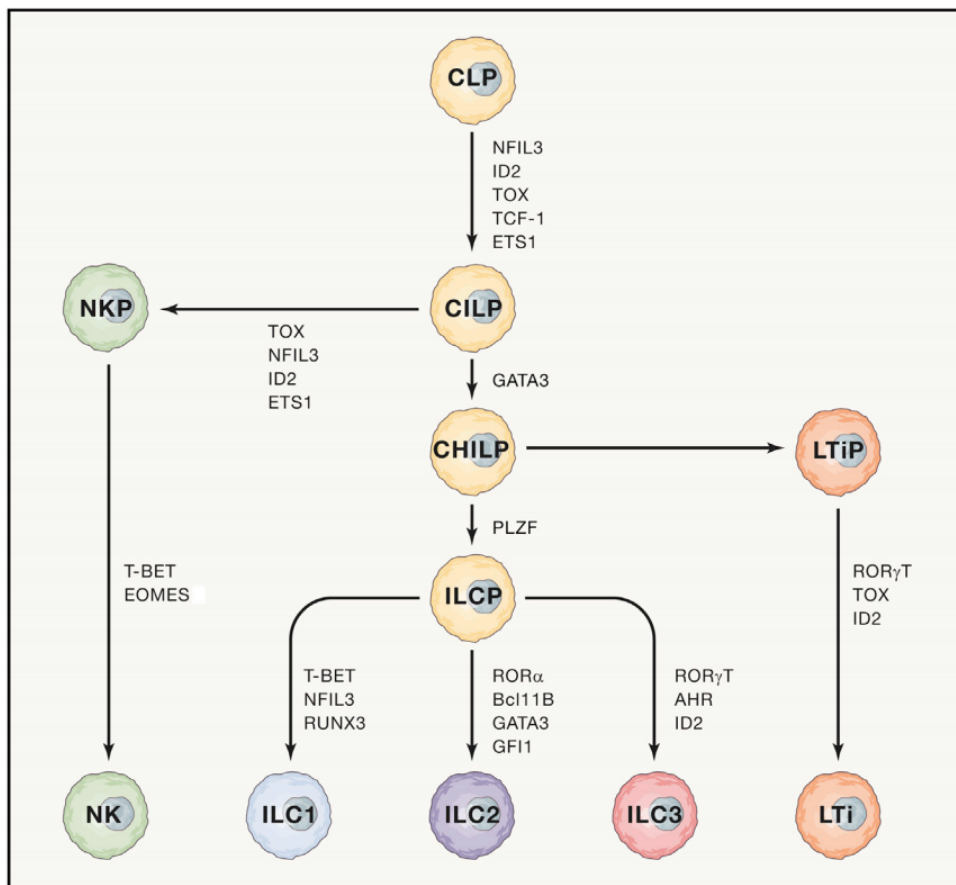 CLP
NFIL3
ID2
TOX
TCF-1
ETS1
NKP
CILP
TOX
NFIL3
ID2
ETS1
GATA3
CHILP
LTiP
PLZF
T-BET
EOMES
ILCP
RORγT
TOX
ID2
T-BET
NFIL3
RUNX3
RORα
Bcl11B
GATA3
GFI1
RORγT
AHR
ID2
NK
ILC1
ILC2
ILC3
LTi